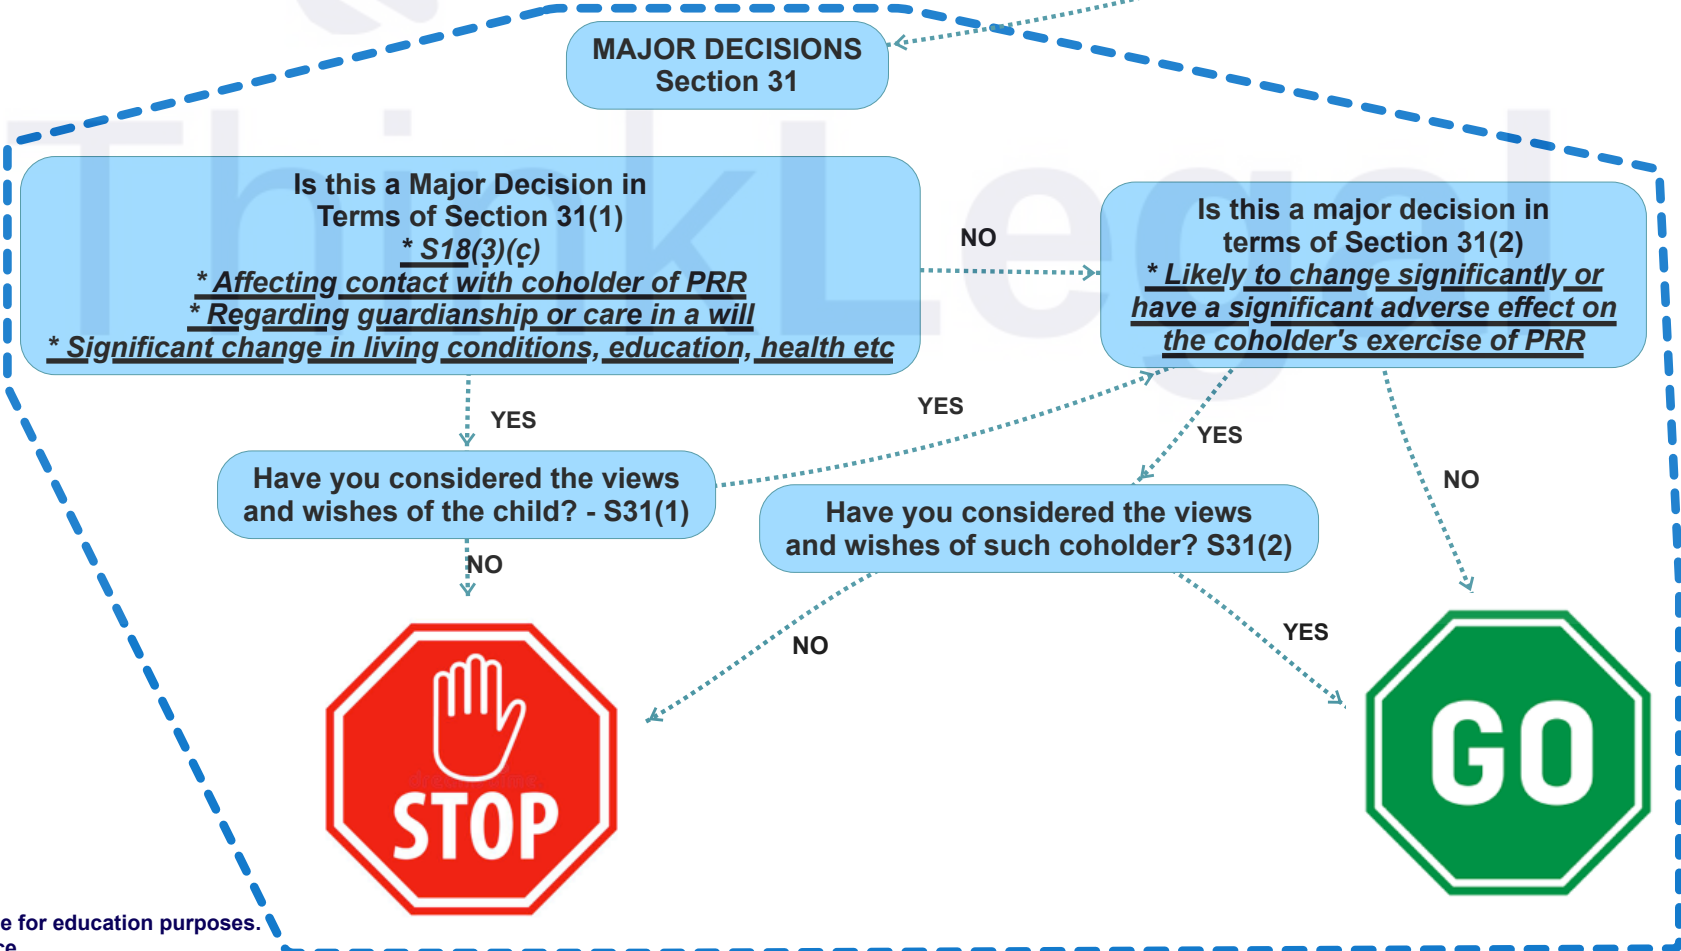 MAJOR DECISIONS
Section 31
Is this a Major Decision in
Terms of Section 31(1)
* S18(3)(c)
* Affecting contact with coholder of PRR
* Regarding guardianship or care in a will
* Significant change in living conditions, education, health etc
NO
Is this a major decision in
terms of Section 31(2)
* Likely to change significantly or
have a significant adverse effect on
the coholder's exercise of PRR
YES
YES
YES
NO
Have you considered the views
and wishes of the child? - S31(1)
Have you considered the views
and wishes of such coholder? S31(2)
NO
NO
YES
STOP
GO
ThinkLegal
e for education purposes.
ce